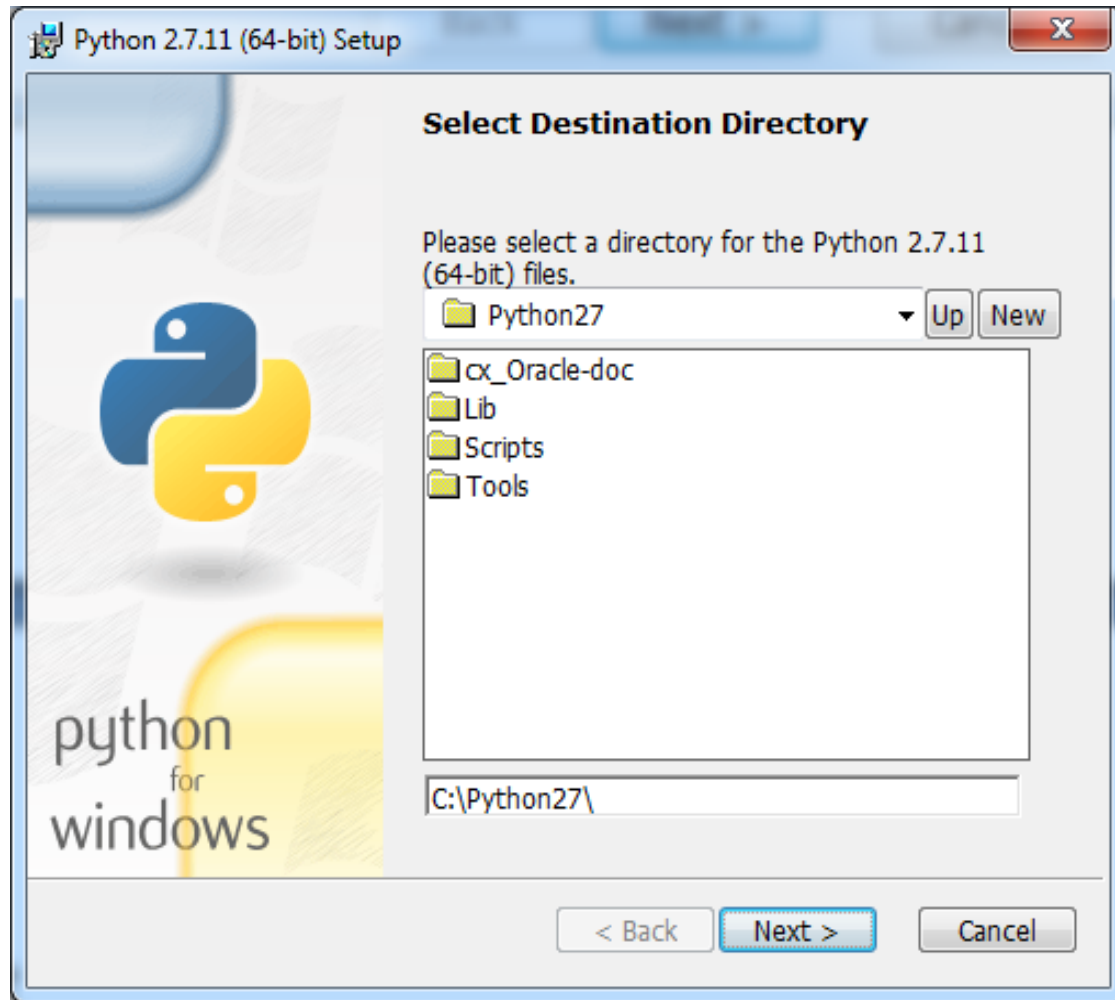 Python 2.7.11 (64-bit) Setup
x
Select Destination Directory
Please select a directory for the Python 2.7.11
(64-bit) files.
Python27
Up
New
cx_Oracle-doc
Lib
Scripts
Tools
python
for
windows
C:\Python27\
< Back
Next >
Cancel